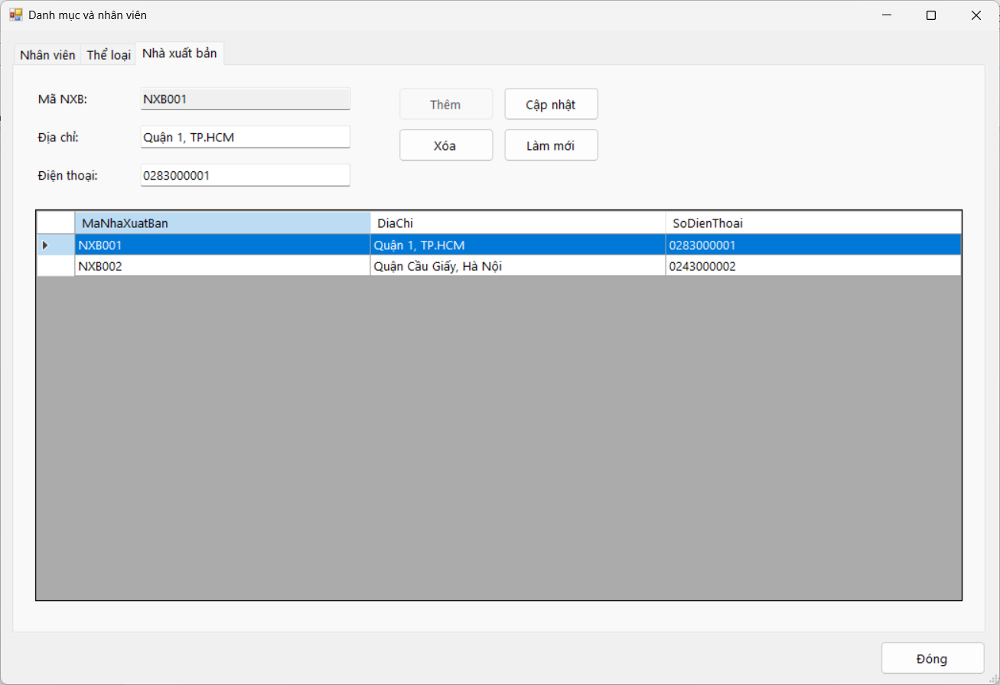 Danh mục và nhân viên
Nhân viên Thể loại Nhà xuất bản
Mã NXB: NXB001 Thêm Cập nhật
Địa chỉ: Quận 1, TP.HCM Xóa Làm mới
Điện thoại: 0283000001
MaNhaXuatBan DiaChi SoDienThoai
NXB001 Quận 1, TP.HCM 0283000001
NXB002 Quận Cầu Giấy, Hà Nội 0243000002
Đóng